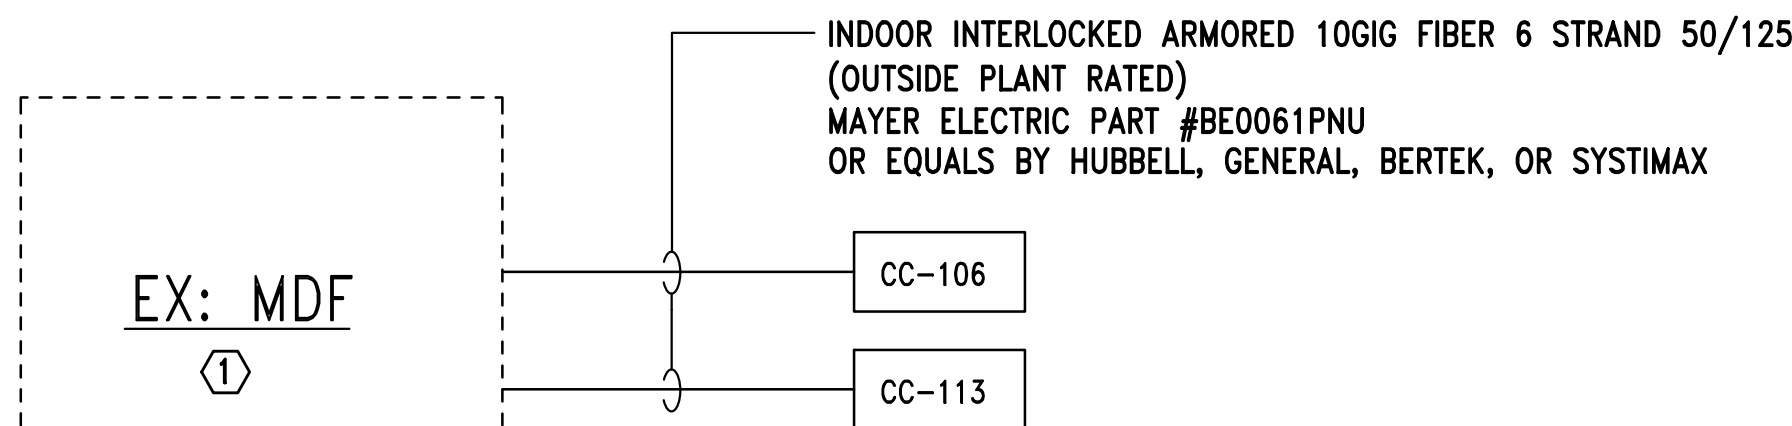 INDOOR INTERLOCKED ARMORED 10GIG FIBER 6 STRAND 50/125
(OUTSIDE PLANT RATED)
MAYER ELECTRIC PART #BE0061PNU
OR EQUALS BY HUBBELL, GENERAL, BERTEK, OR SYSTIMAX
CC-106
EX: MDF
1
CC-113